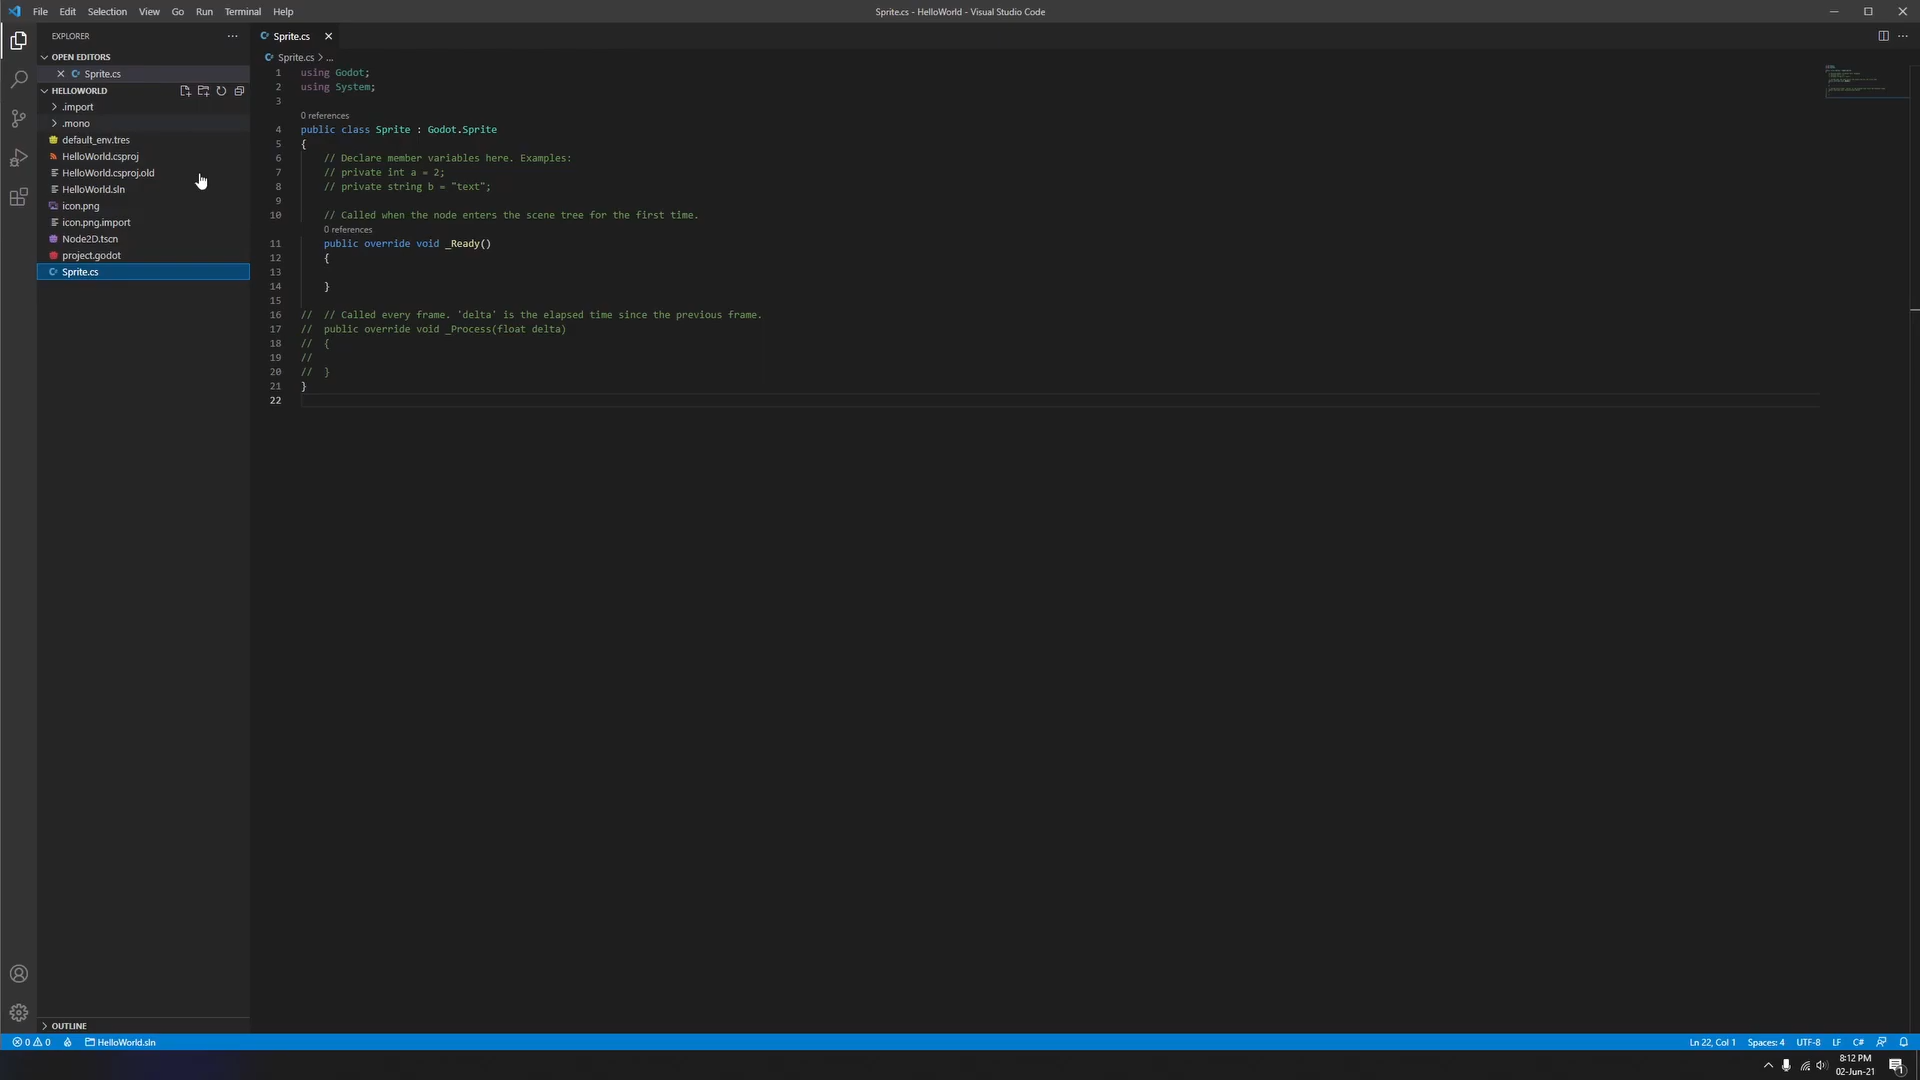 File Edit Selection View Go Run Terminal Help
Sprite.cs - HelloWorld - Visual Studio Code
EXPLORER
OPEN EDITORS
Sprite.cs
HELLOWORLD
.import
.mono
default_env.tres
HelloWorld.csproj
HelloWorld.csproj.old
HelloWorld.sln
icon.png
icon.png.import
Node2D.tscn
project.godot
Sprite.cs
OUTLINE
Sprite.cs
Sprite.cs > ...
1 using Godot;
2 using System;
3
0 references
4 public class Sprite : Godot.Sprite
5 {
6 // Declare member variables here. Examples:
7 // private int a = 2;
8 // private string b = "text";
9
10 // Called when the node enters the scene tree for the first time.
0 references
11 public override void _Ready()
12 {
13
14 }
15
16 // // Called every frame. 'delta' is the elapsed time since the previous frame.
17 // public override void _Process(float delta)
18 // {
19 //
20 // }
21 }
22
0 0 HelloWorld.sln
Ln 22, Col 1 Spaces: 4 UTF-8 LF C#
8:12 PM
02-Jun-21
1